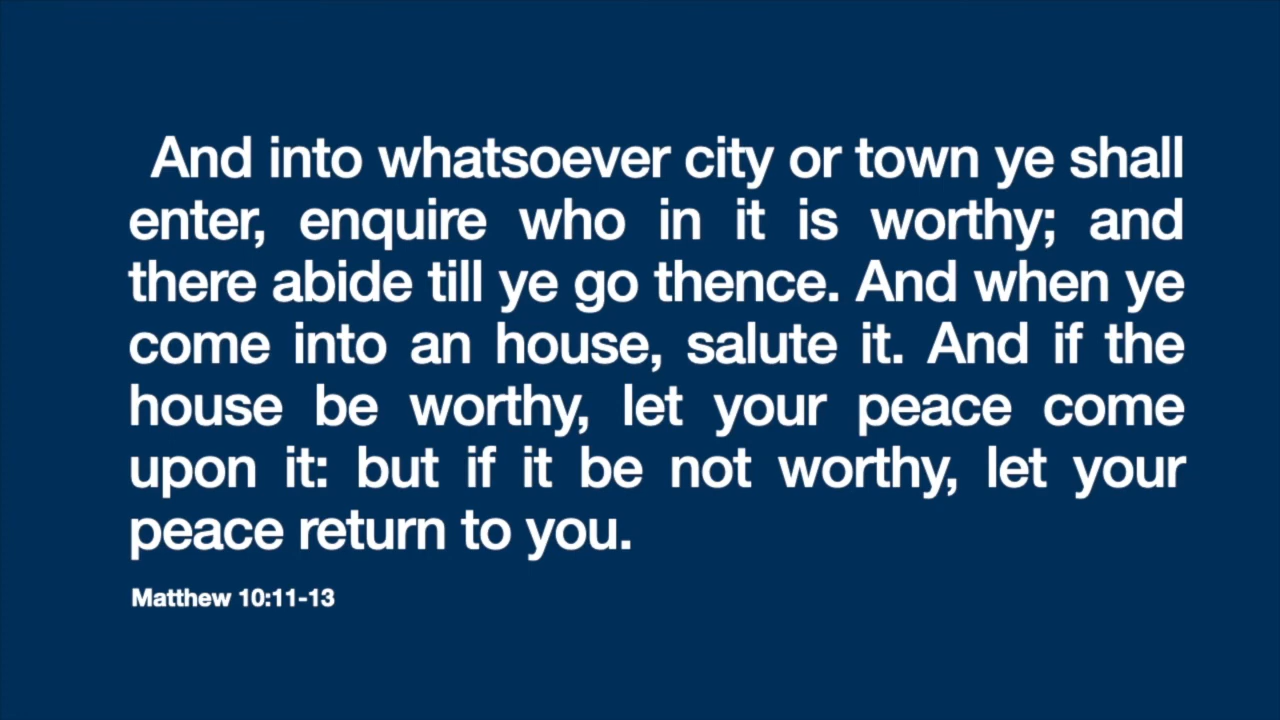 And into whatsoever city or town ye shall
enter, enquire who in it is worthy; and
there abide till ye go thence. And when ye
come into an house, salute it. And if the
house be worthy, let your peace come
upon it: but if it be not worthy, let your
peace return to you.
Matthew 10:11-13